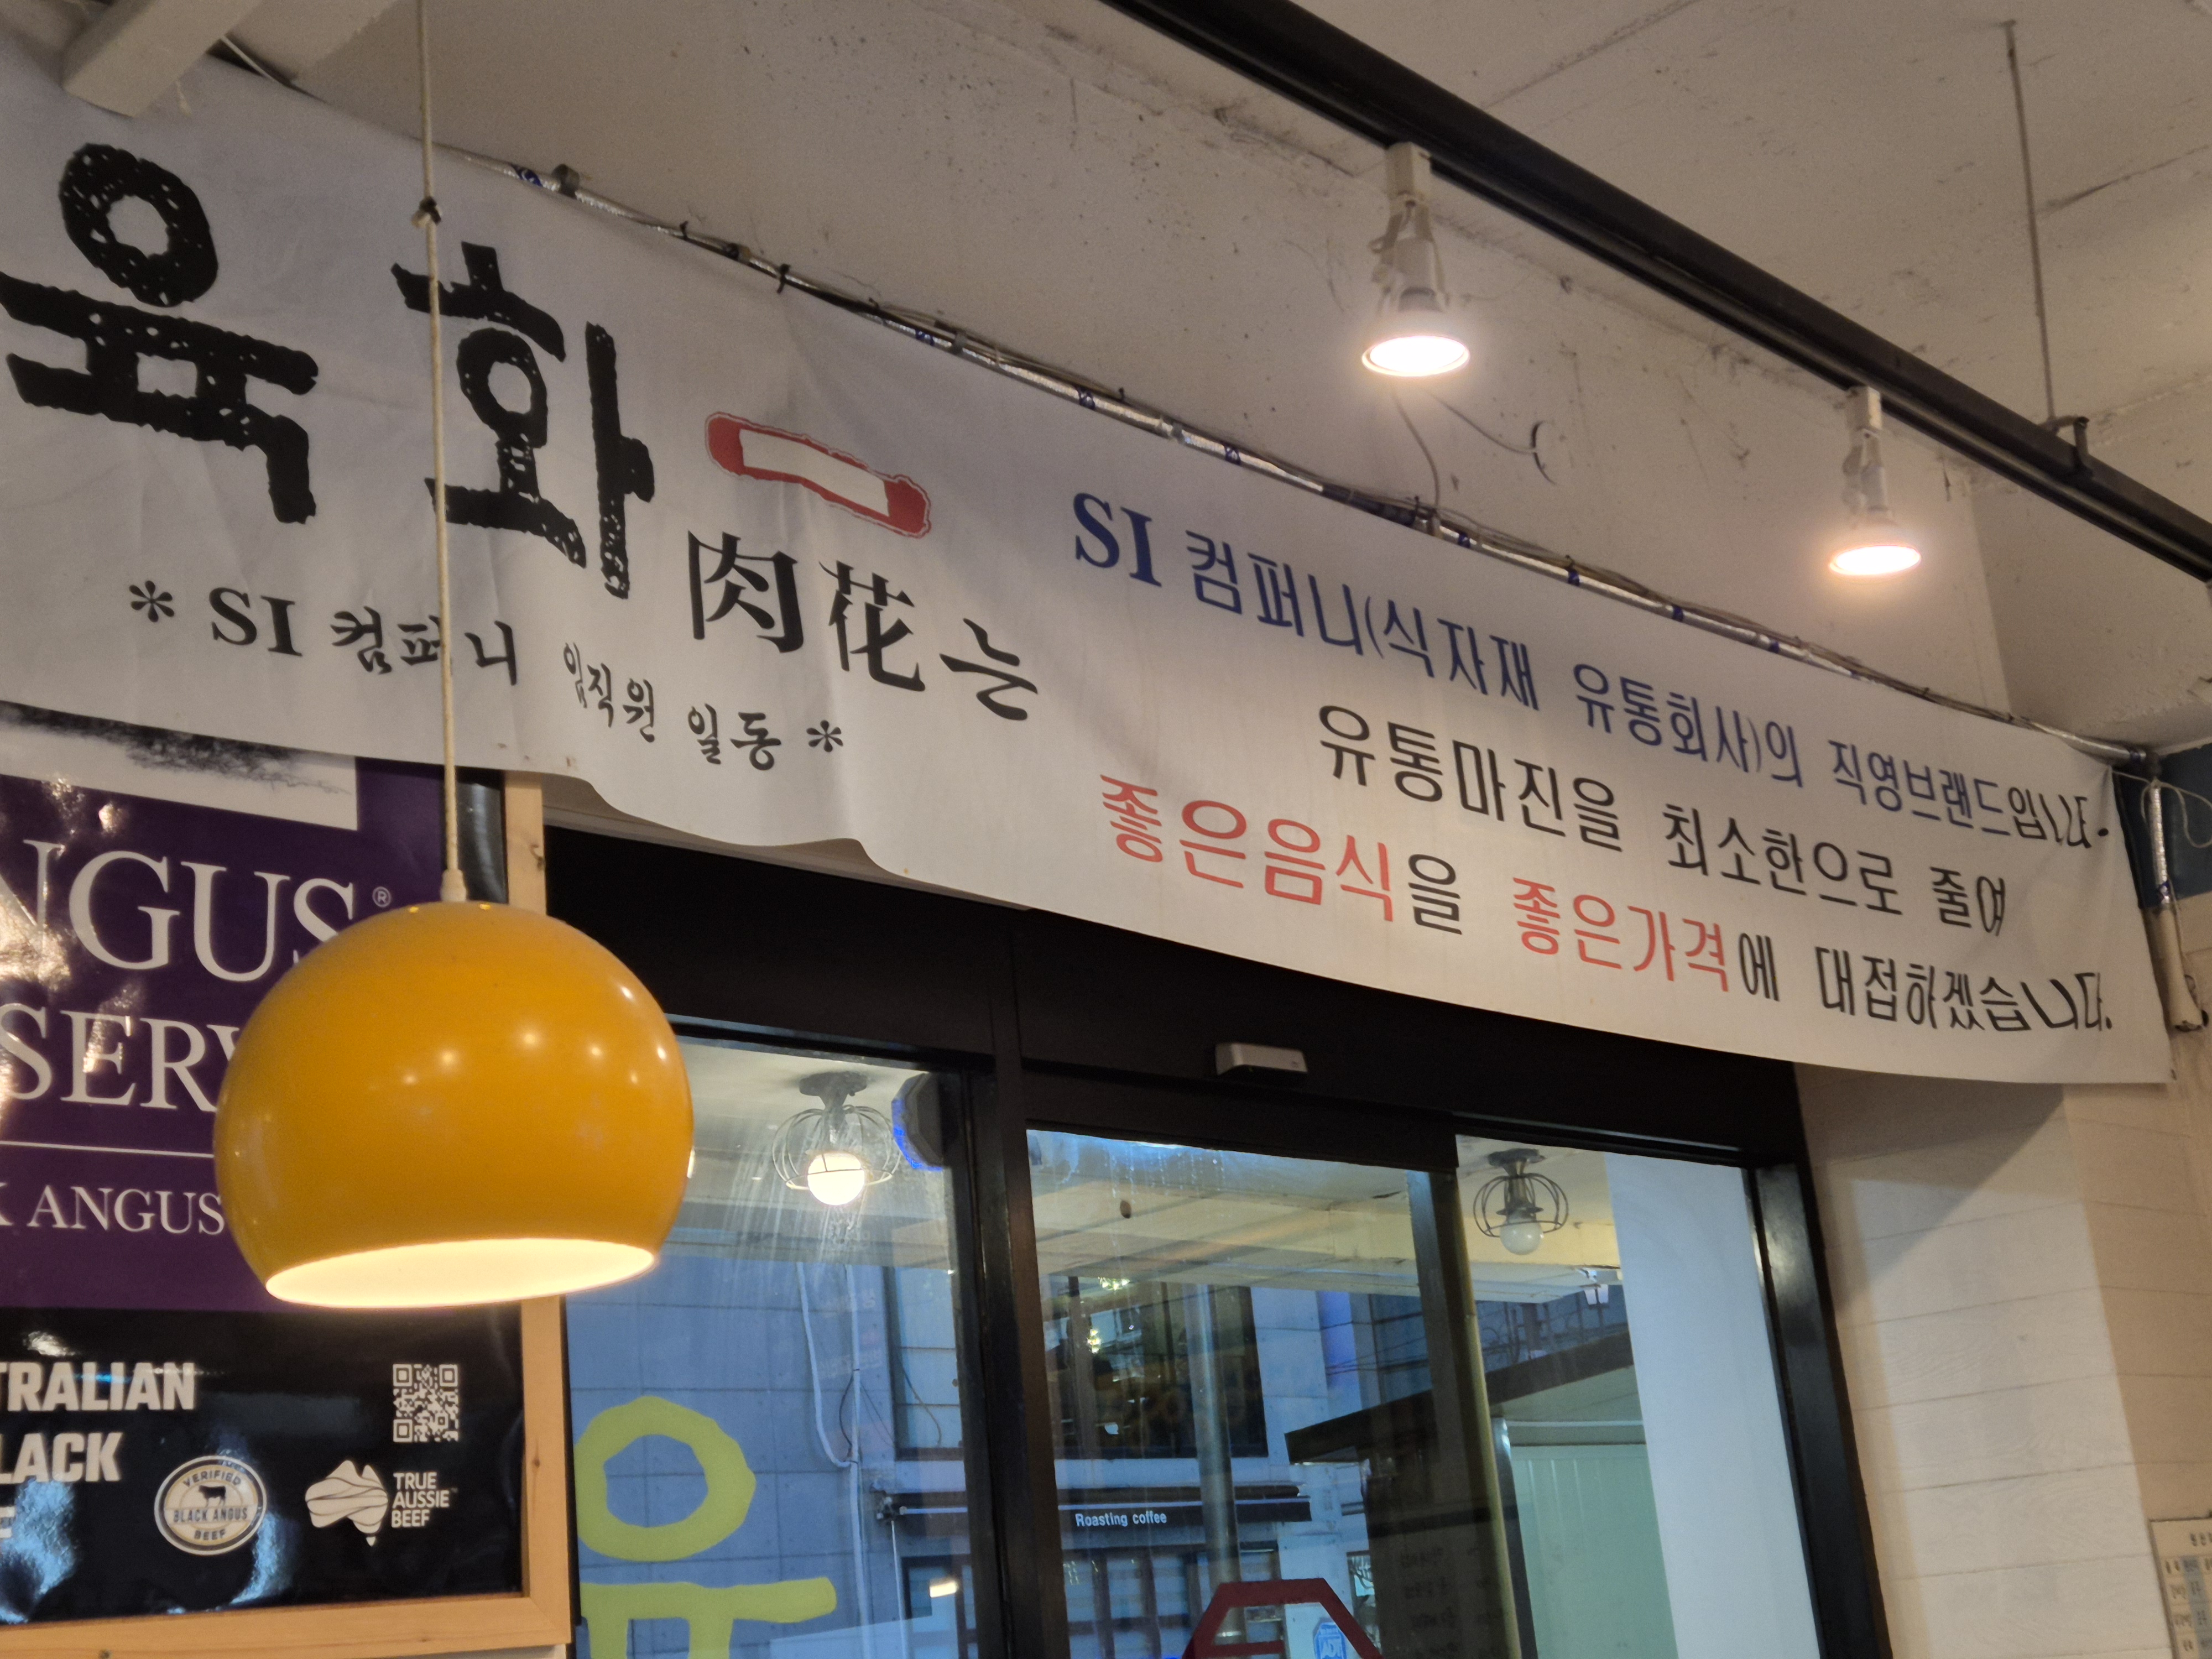 육화
肉花는
* SI 컴퍼니 임직원 일동 *
SI 컴퍼니(식자재 유통회사)의 직영브랜드입니다.
유통마진을 최소한으로 줄여
좋은음식을 좋은가격에 대접하겠습니다.
NGUS®
SERV
K ANGUS
TRALIAN
LACK
VERIFIED
BLACK ANGUS
BEEF
TRUE
AUSSIE
BEEF
Roasting coffee